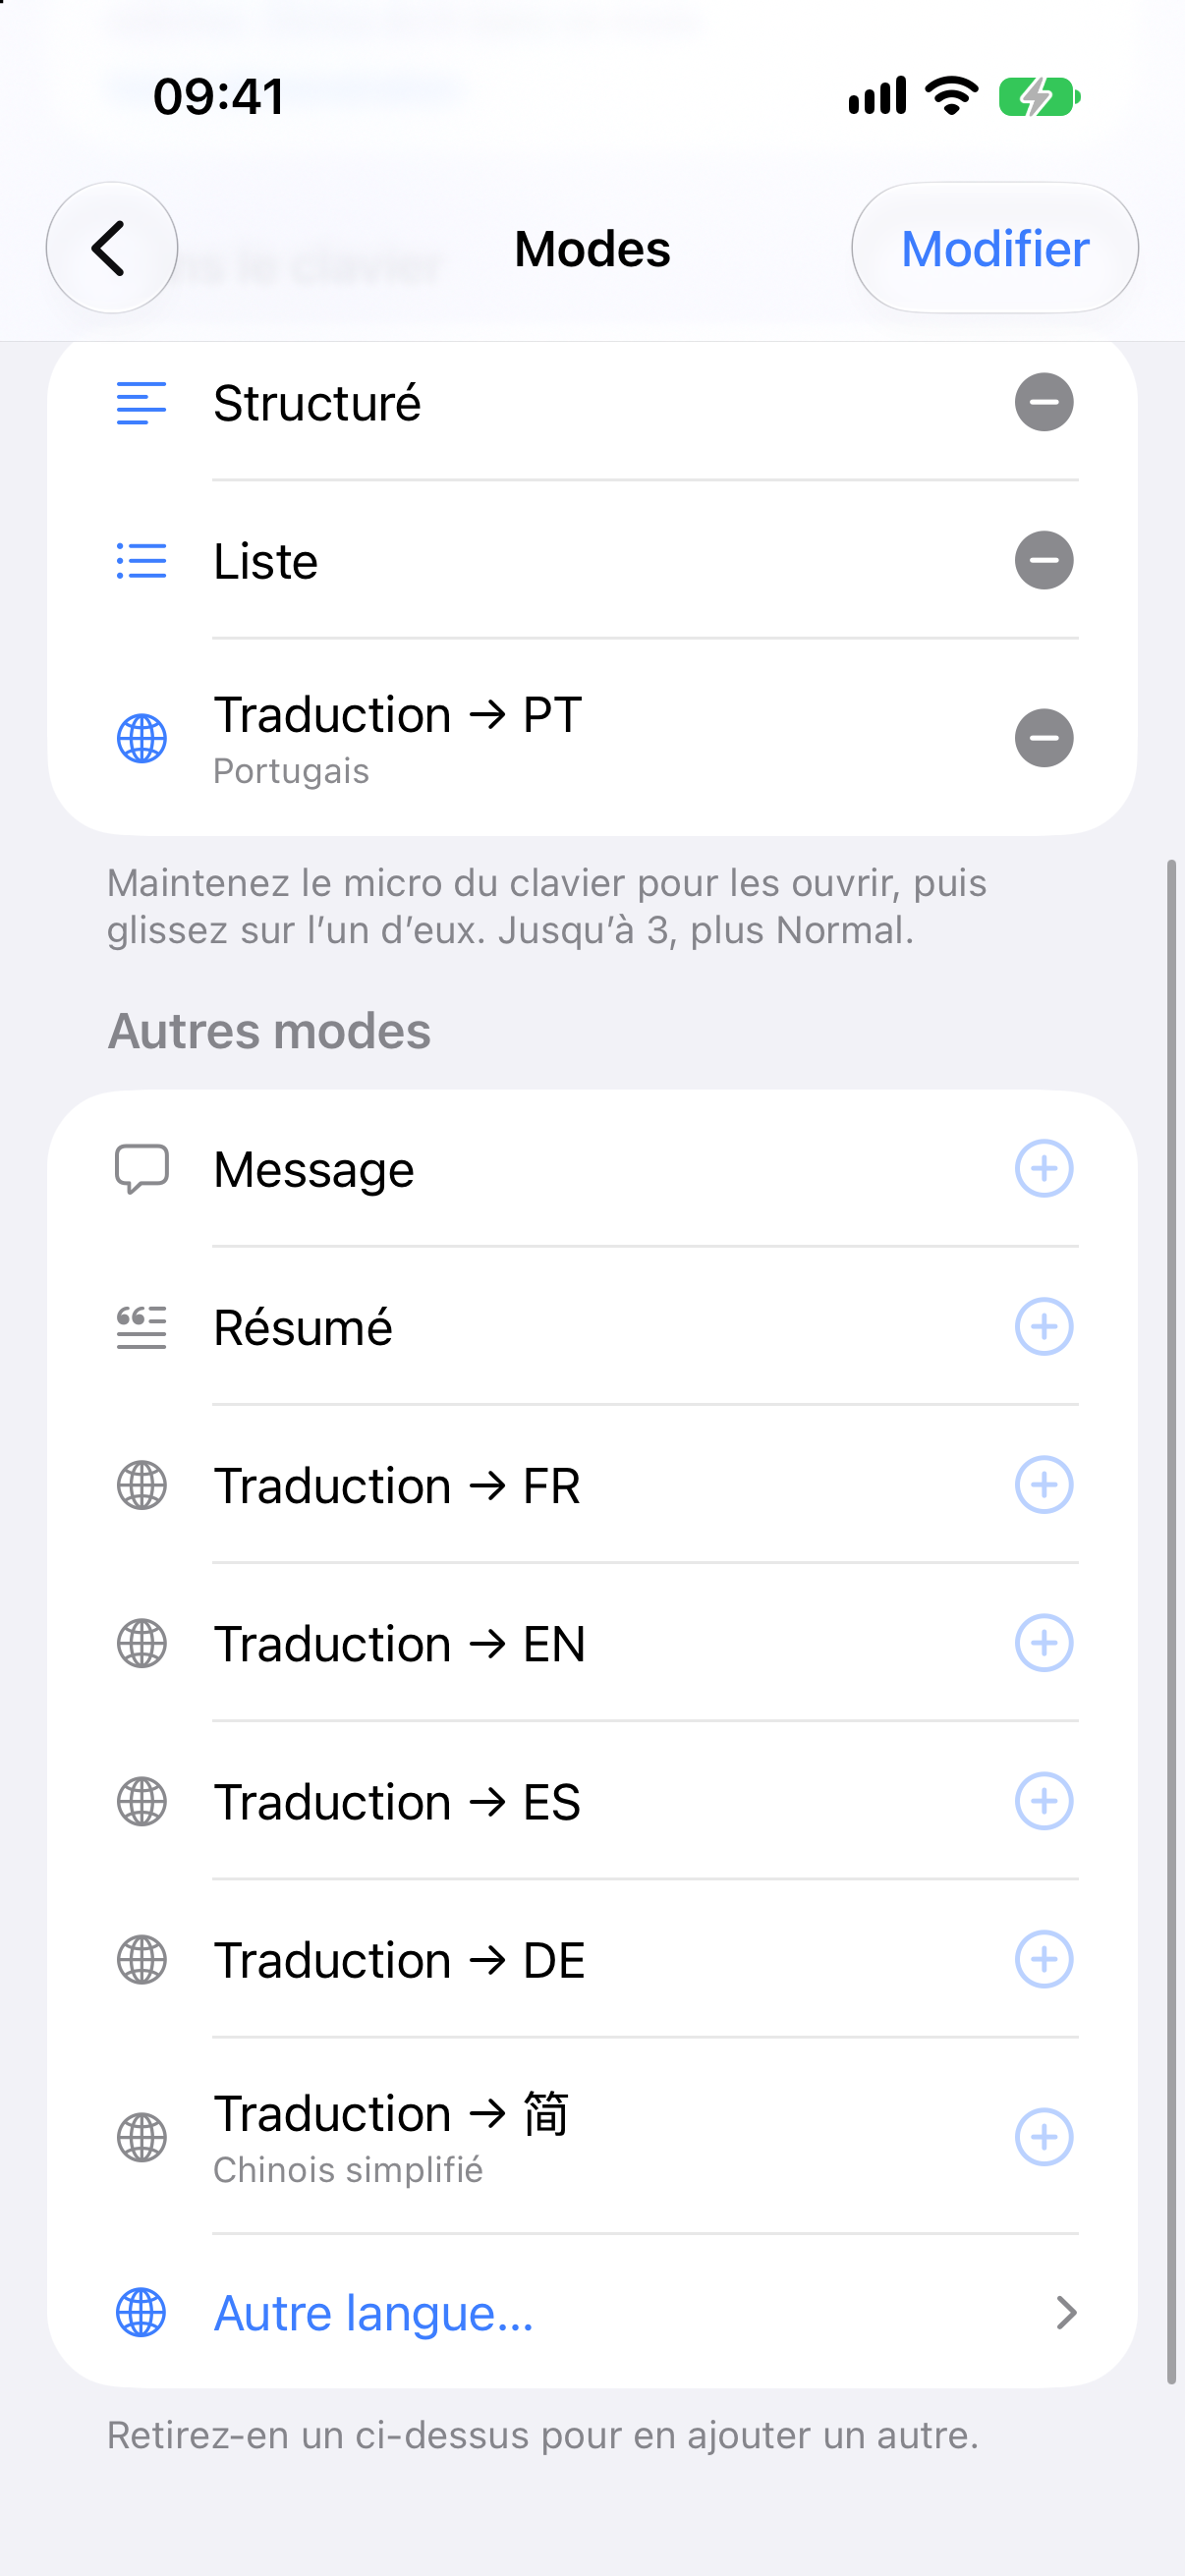 09:41
Modes
Modifier
Structuré
Liste
Traduction → PT
Portugais
Maintenez le micro du clavier pour les ouvrir, puis
glissez sur l’un d’eux. Jusqu’à 3, plus Normal.
Autres modes
Message
Résumé
Traduction → FR
Traduction → EN
Traduction → ES
Traduction → DE
Traduction → 简
Chinois simplifié
Autre langue...
Retirez-en un ci-dessus pour en ajouter un autre.